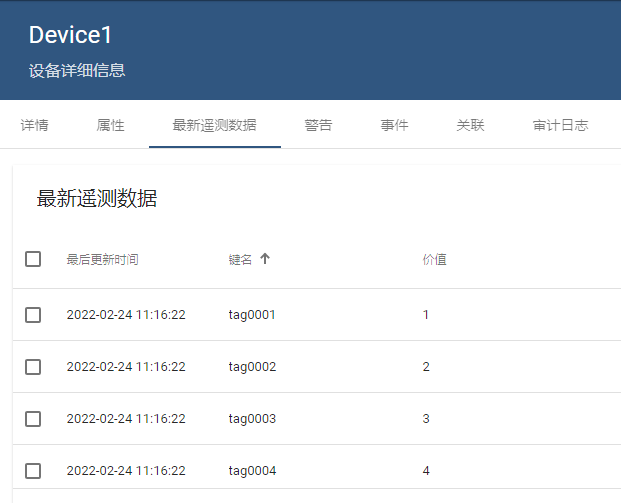 Device1
设备详细信息
详情 属性 最新遥测数据 警告 事件 关联 审计日志
最新遥测数据
最后更新时间 键名 价值
2022-02-24 11:16:22 tag0001 1
2022-02-24 11:16:22 tag0002 2
2022-02-24 11:16:22 tag0003 3
2022-02-24 11:16:22 tag0004 4